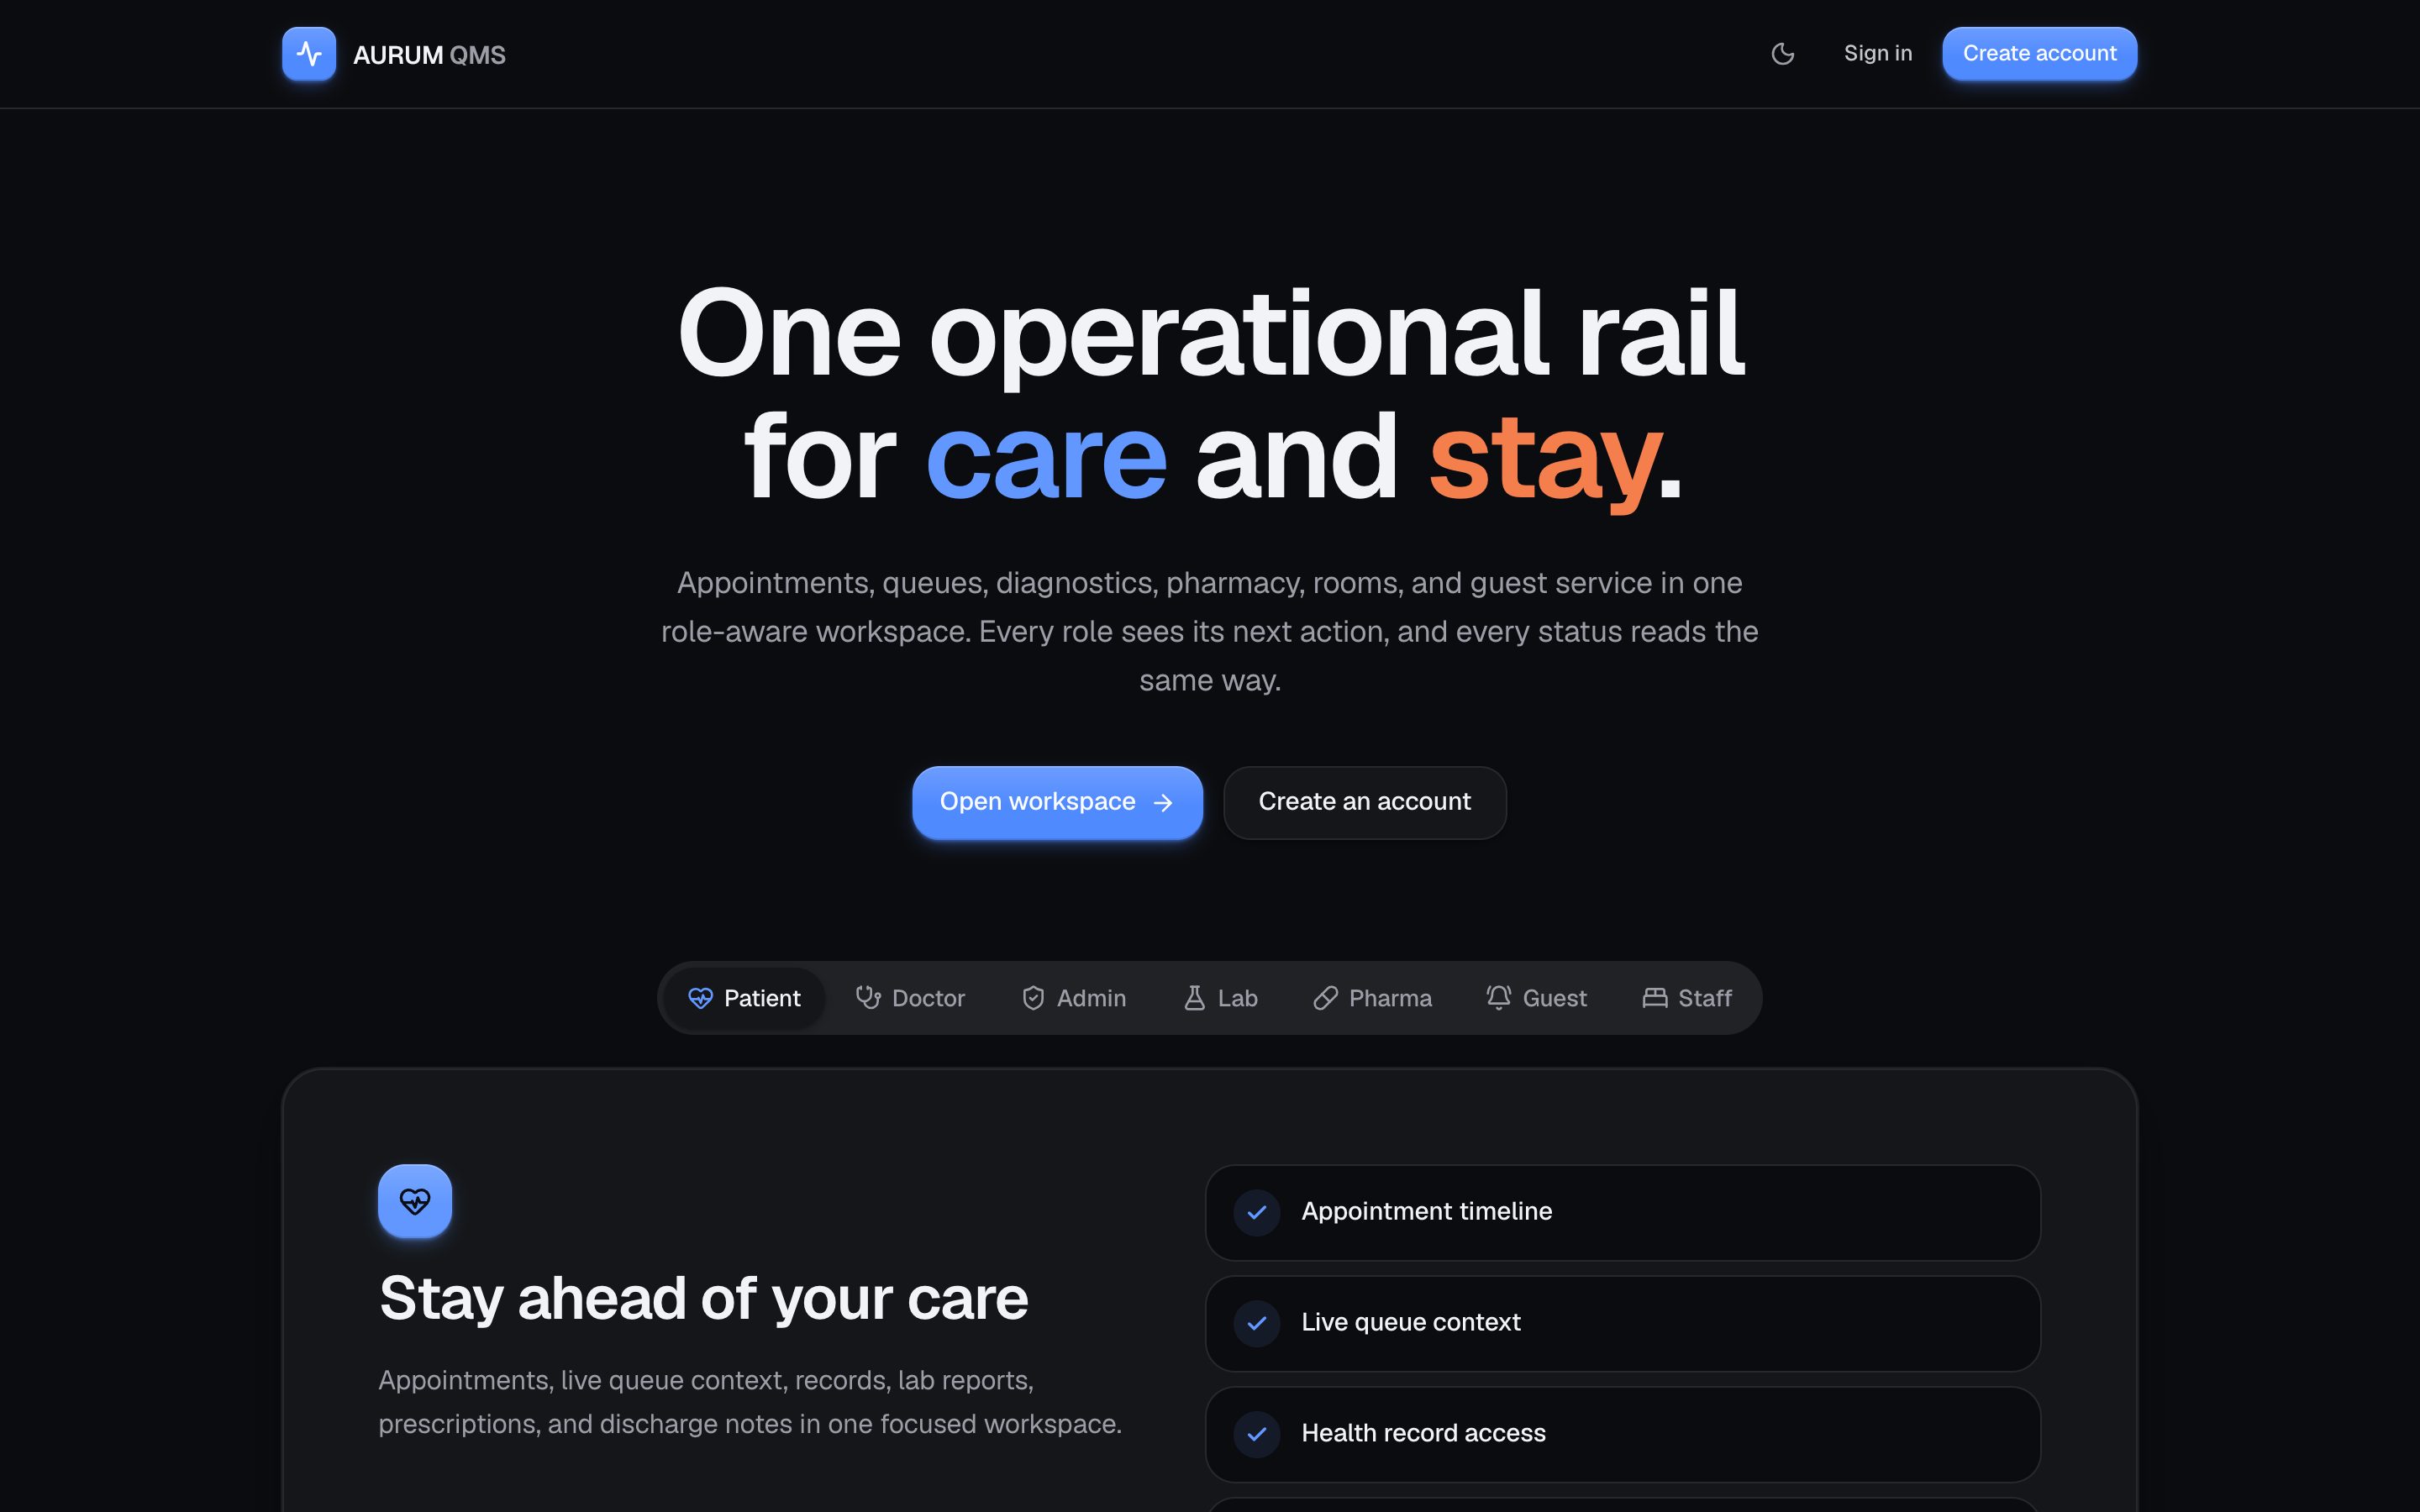 AURUM QMS
Sign in
Create account
One operational rail
for care and stay.
Appointments, queues, diagnostics, pharmacy, rooms, and guest service in one
role-aware workspace. Every role sees its next action, and every status reads the
same way.
Open workspace
Create an account
Patient
Doctor
Admin
Lab
Pharma
Guest
Staff
Stay ahead of your care
Appointments, live queue context, records, lab reports,
prescriptions, and discharge notes in one focused workspace.
Appointment timeline
Live queue context
Health record access